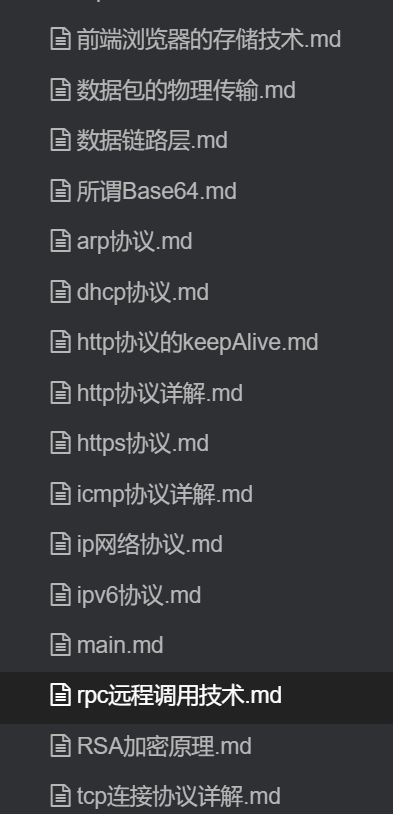 前端浏览器的存储技术.md
数据包的物理传输.md
数据链路层.md
所谓Base64.md
arp协议.md
dhcp协议.md
http协议的keepAlive.md
http协议详解.md
https协议.md
icmp协议详解.md
ip网络协议.md
ipv6协议.md
main.md
rpc远程调用技术.md
RSA加密原理.md
tcp连接协议详解.md